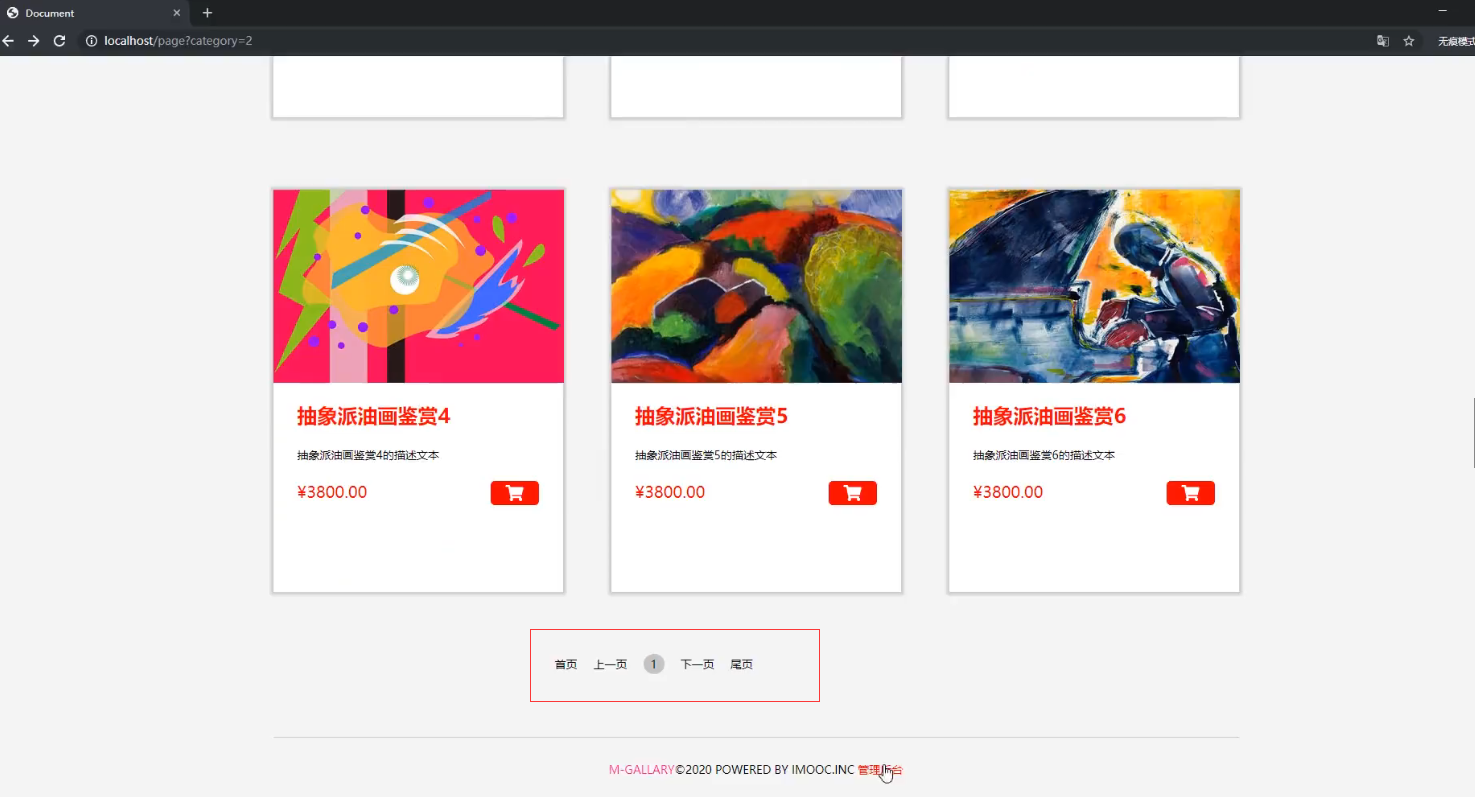 Document
localhost/page?category=2
无痕模式
抽象派油画鉴赏4
抽象派油画鉴赏4的描述文本
¥3800.00
抽象派油画鉴赏5
抽象派油画鉴赏5的描述文本
¥3800.00
抽象派油画鉴赏6
抽象派油画鉴赏6的描述文本
¥3800.00
首页 上一页 1 下一页 尾页
M-GALLARY©2020 POWERED BY IMOOC.INC 管理后台